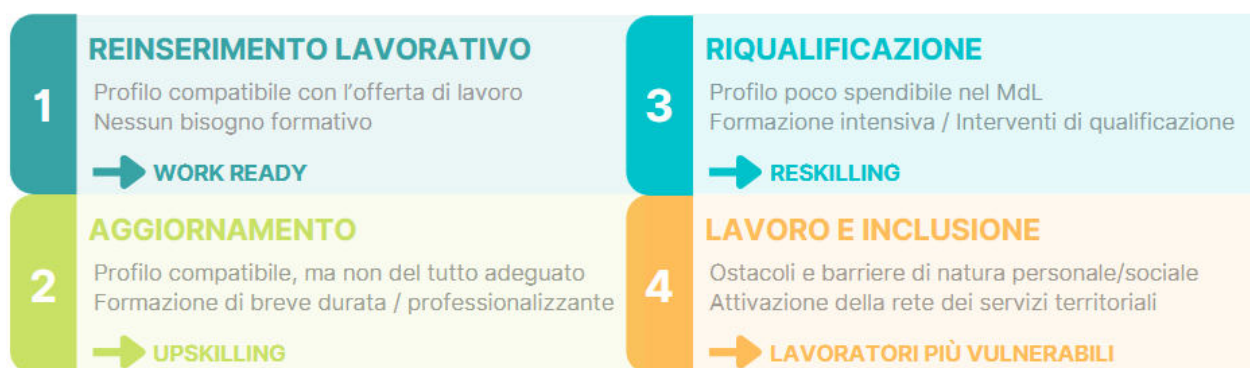 1
REINSERIMENTO LAVORATIVO
Profilo compatibile con l'offerta di lavoro
Nessun bisogno formativo
WORK READY
2
AGGIORNAMENTO
Profilo compatibile, ma non del tutto adeguato
Formazione di breve durata / professionalizzante
UPSKILLING
3
RIQUALIFICAZIONE
Profilo poco spendibile nel MdL
Formazione intensiva / Interventi di qualificazione
RESKILLING
4
LAVORO E INCLUSIONE
Ostacoli e barriere di natura personale/sociale
Attivazione della rete dei servizi territoriali
LAVORATORI PIÙ VULNERABILI